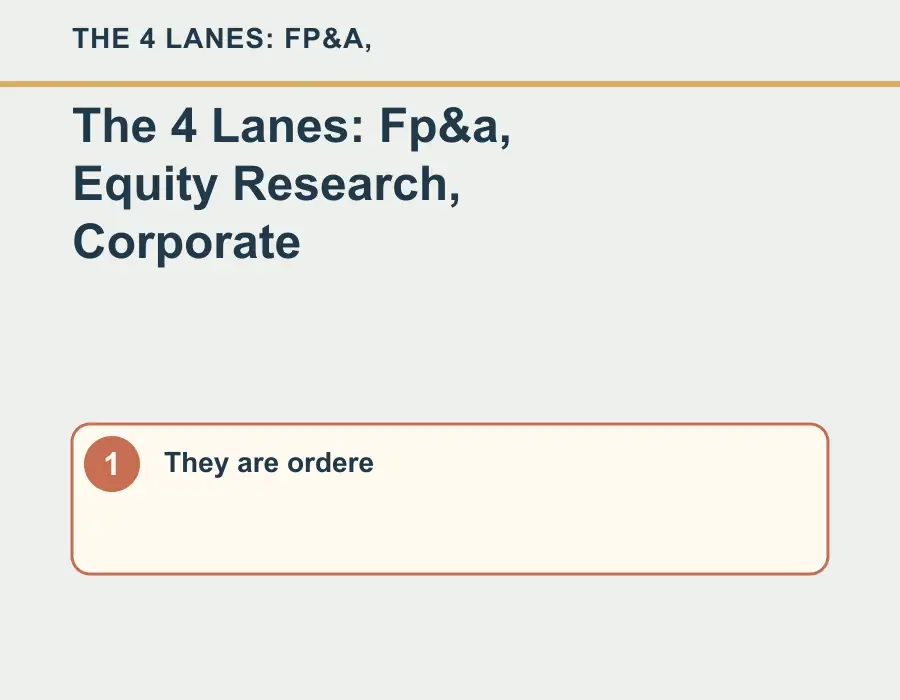 THE 4 LANES: FP&A,
The 4 Lanes: Fp&a,
Equity Research,
Corporate
1
They are ordere